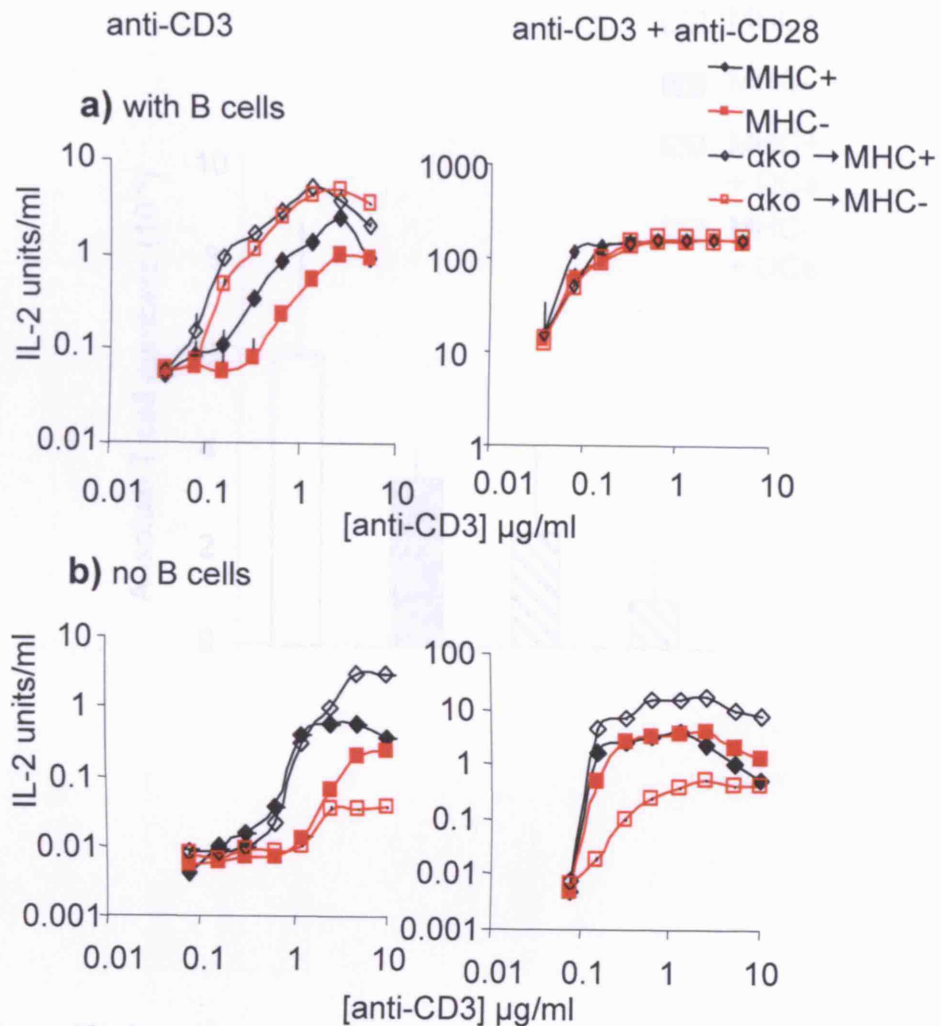 anti-CD3
anti-CD3 + anti-CD28
MHC+
MHC-
αko → MHC+
αko → MHC-
a) with B cells
IL-2 units/ml
10
1
0.1
0.01
0.01 0.1 1 10
1000
100
10
1
0.01 0.1 1 10
[anti-CD3] µg/ml
b) no B cells
IL-2 units/ml
10
1
0.1
0.01
0.001
0.01 0.1 1 10
100
10
1
0.1
0.01
0.001
0.01 0.1 1 10
[anti-CD3] µg/ml